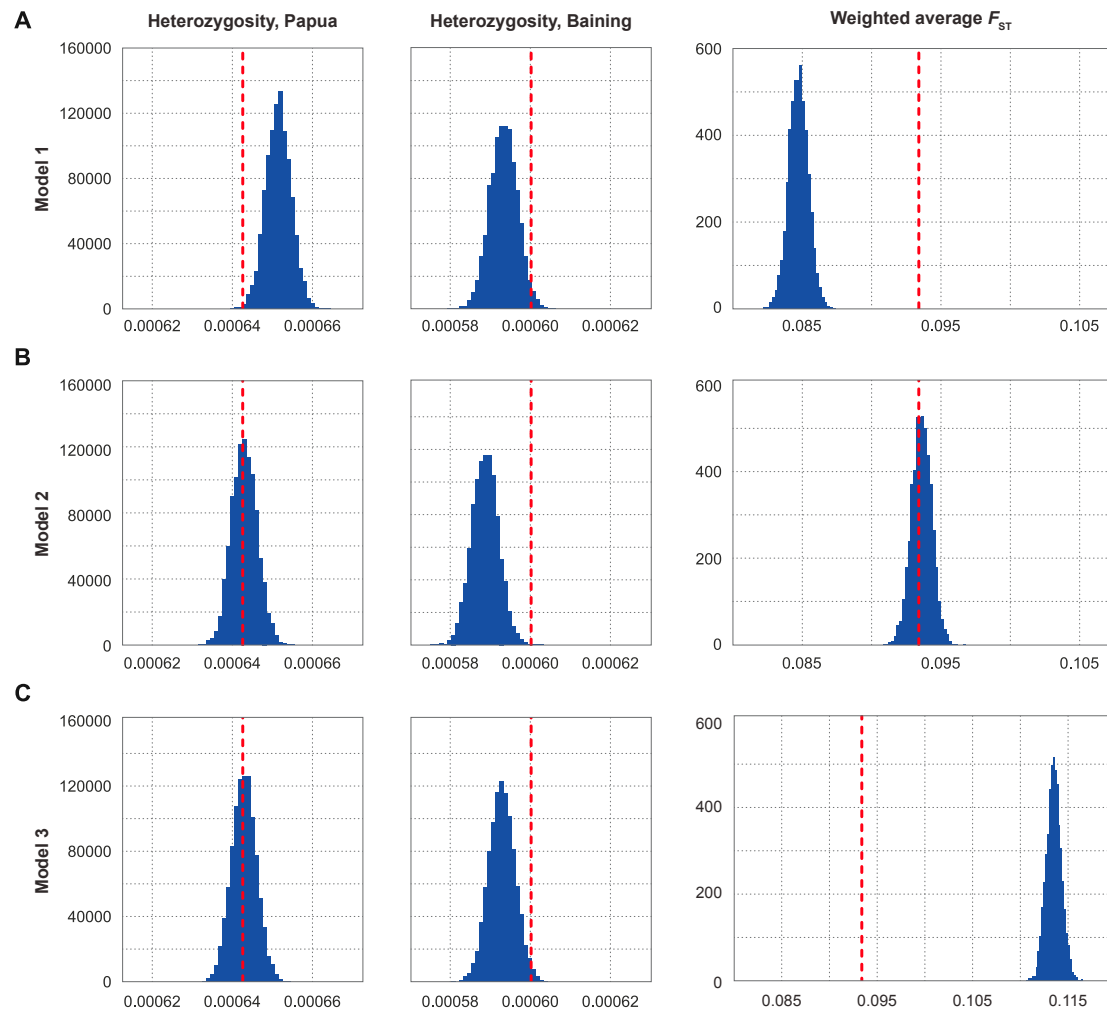 A
Heterozygosity, Papua
Heterozygosity, Baining
Weighted average FST
Model 1
160000
120000
80000
40000
0
0.00062 0.00064 0.00066
0.00058 0.00060 0.00062
600
400
200
0
0.085 0.095 0.105
B
Model 2
160000
120000
80000
40000
0
0.00062 0.00064 0.00066
0.00058 0.00060 0.00062
600
400
200
0
0.085 0.095 0.105
C
Model 3
160000
120000
80000
40000
0
0.00062 0.00064 0.00066
0.00058 0.00060 0.00062
600
400
200
0
0.085 0.095 0.105 0.115